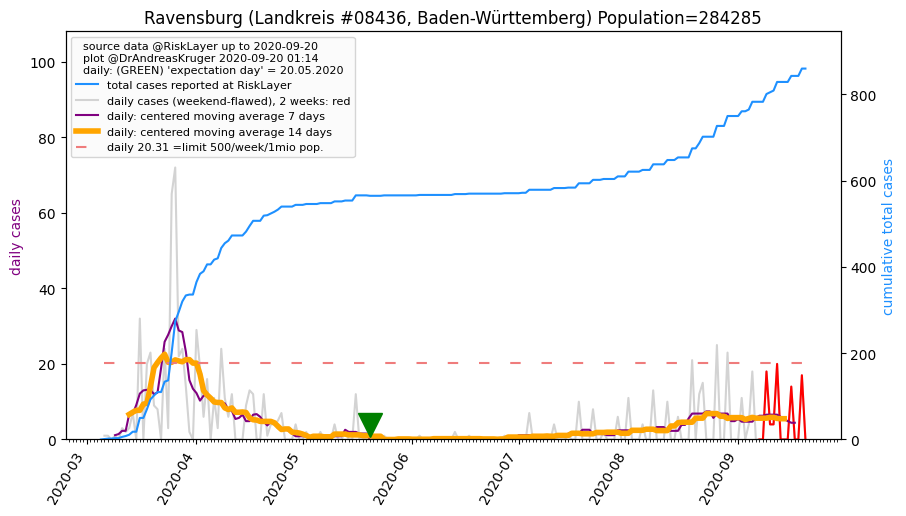 Ravensburg (Landkreis #08436, Baden-Württemberg) Population=284285
source data @RiskLayer up to 2020-09-20
plot @DrAndreasKruger 2020-09-20 01:14
daily: (GREEN) 'expectation day' = 20.05.2020
total cases reported at RiskLayer
daily cases (weekend-flawed), 2 weeks: red
daily: centered moving average 7 days
daily: centered moving average 14 days
daily 20.31 =limit 500/week/1mio pop.
daily cases
100
80
60
40
20
0
cumulative total cases
800
600
400
200
0
2020-03
2020-04
2020-05
2020-06
2020-07
2020-08
2020-09